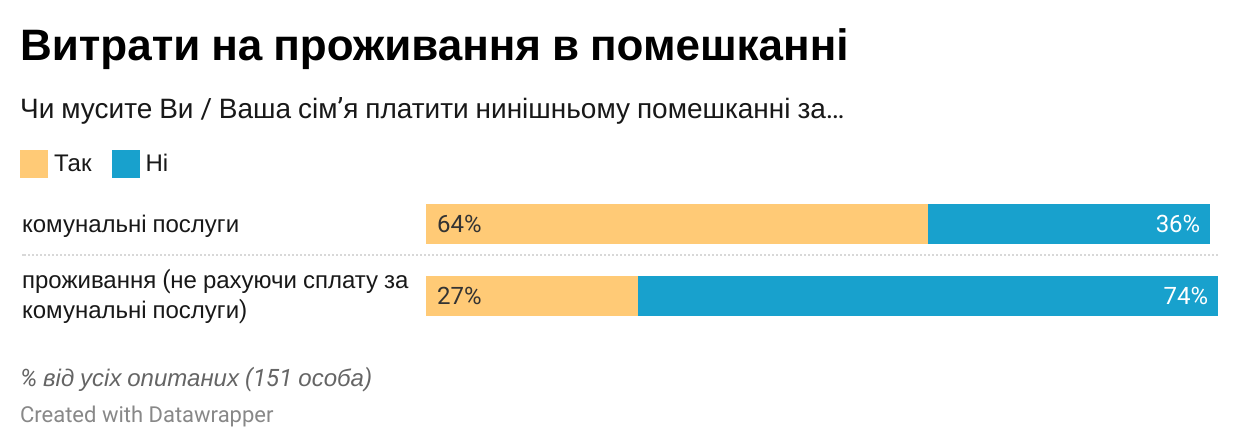 Витрати на проживання в помешканні
Чи мусите Ви / Ваша сім’я платити нинішньому помешканні за...
Так Ні
комунальні послуги 64% 36%
проживання (не рахуючи сплату за
комунальні послуги) 27% 74%
% від усіх опитаних (151 особа)
Created with Datawrapper